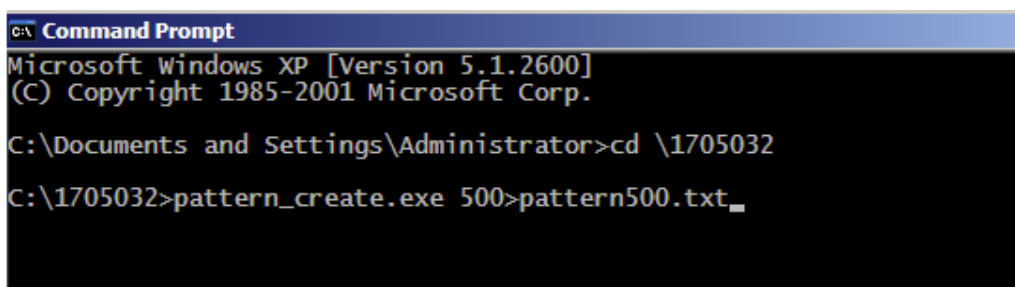 C:\ Command Prompt
Microsoft Windows XP [Version 5.1.2600]
(C) Copyright 1985-2001 Microsoft Corp.
C:\Documents and Settings\Administrator>cd \1705032
C:\1705032>pattern_create.exe 500>pattern500.txt_